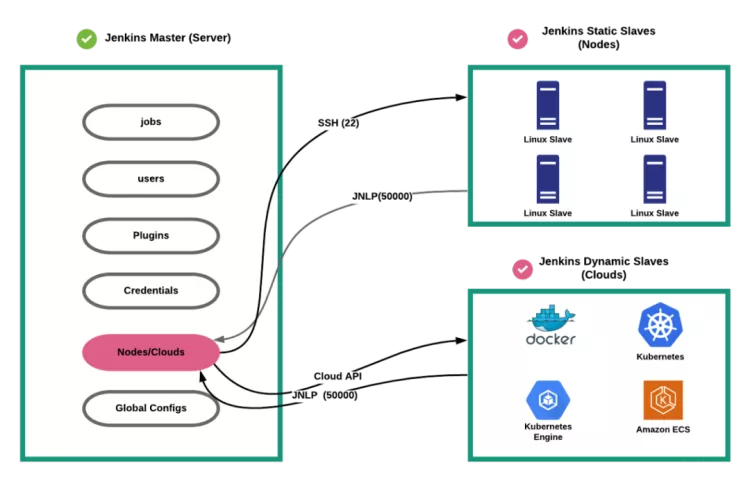 Jenkins Master (Server)
jobs
users
Plugins
Credentials
Nodes/Clouds
Global Configs
SSH (22)
JNLP(50000)
Cloud API
JNLP (50000)
Jenkins Static Slaves
(Nodes)
Linux Slave
Linux Slave
Linux Slave
Linux Slave
Jenkins Dynamic Slaves
(Clouds)
docker
Kubernetes
Kubernetes
Engine
K
Amazon ECS